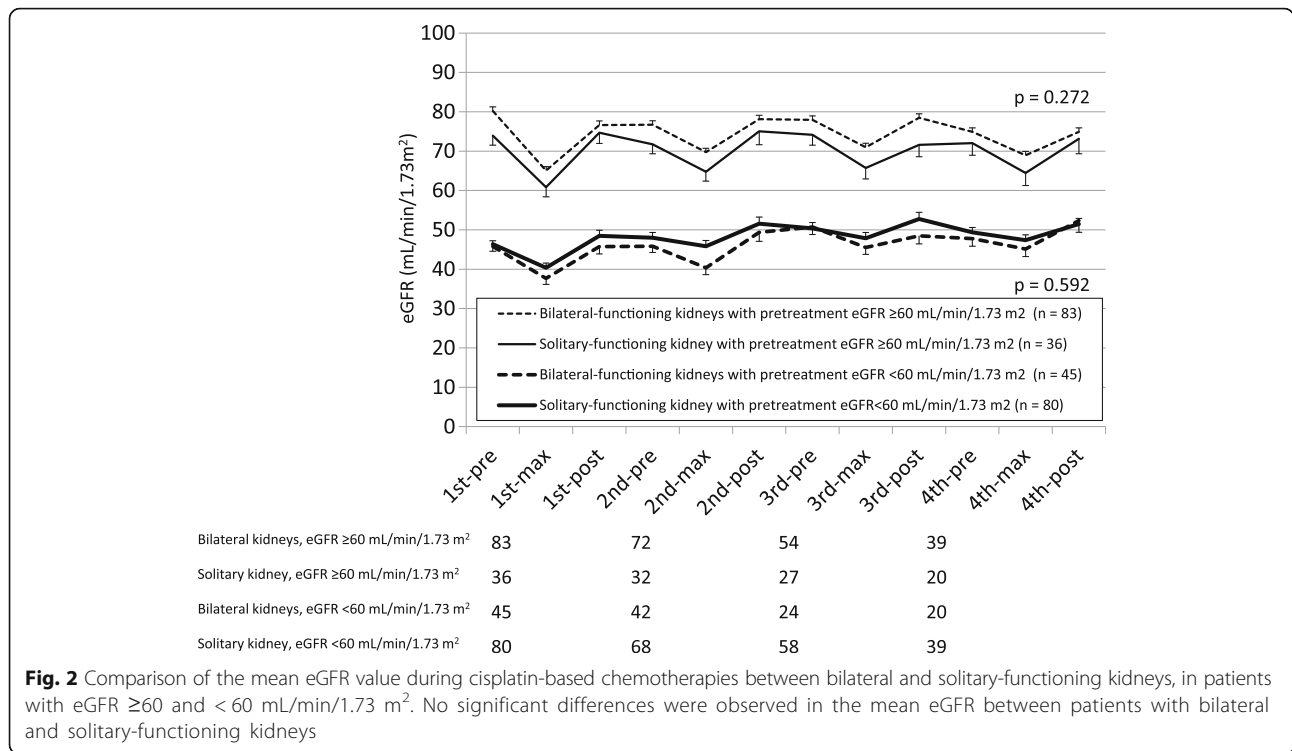 100
90
80
70
60
50
40
30
20
10
0
eGFR (mL/min/1.73m²)
p = 0.272
p = 0.592
Bilateral-functioning kidneys with pretreatment eGFR ≥60 mL/min/1.73 m2 (n = 83)
Solitary-functioning kidney with pretreatment eGFR ≥60 mL/min/1.73 m2 (n = 36)
Bilateral-functioning kidneys with pretreatment eGFR <60 mL/min/1.73 m2 (n = 45)
Solitary-functioning kidney with pretreatment eGFR<60 mL/min/1.73 m2 (n = 80)
1st-pre
1st-max
1st-post
2nd-pre
2nd-max
2nd-post
3rd-pre
3rd-max
3rd-post
4th-pre
4th-max
4th-post
Bilateral kidneys, eGFR ≥60 mL/min/1.73 m² 83 72 54 39
Solitary kidney, eGFR ≥60 mL/min/1.73 m² 36 32 27 20
Bilateral kidneys, eGFR <60 mL/min/1.73 m² 45 42 24 20
Solitary kidney, eGFR <60 mL/min/1.73 m² 80 68 58 39
Fig. 2 Comparison of the mean eGFR value during cisplatin-based chemotherapies between bilateral and solitary-functioning kidneys, in patients
with eGFR ≥60 and < 60 mL/min/1.73 m². No significant differences were observed in the mean eGFR between patients with bilateral
and solitary-functioning kidneys